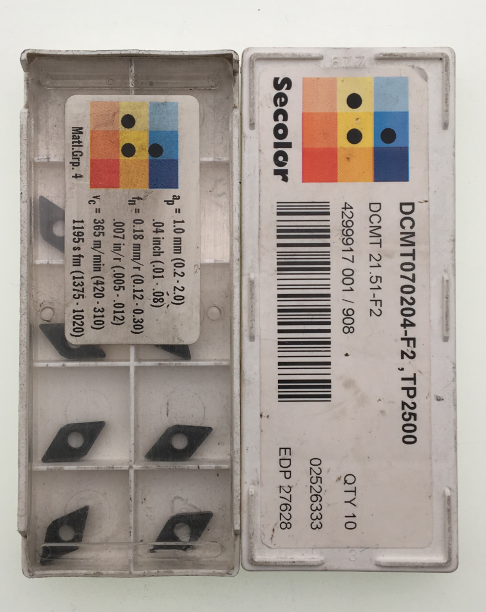 Matl.Grp. 4
ap = 1.0 mm (0.2 - 2.0)
.04 inch (.01 - .08)
fn = 0.18 mm/r (0.12 - 0.30)
.007 in/r (.005 - .012)
vc = 365 m/min (420 - 310)
1195 s fm (1375 - 1020)
Secolor
DCMT070204-F2 ,TP2500
DCMT 21.51-F2
4299917 001 / 908
QTY 10
02526333
EDP 27628